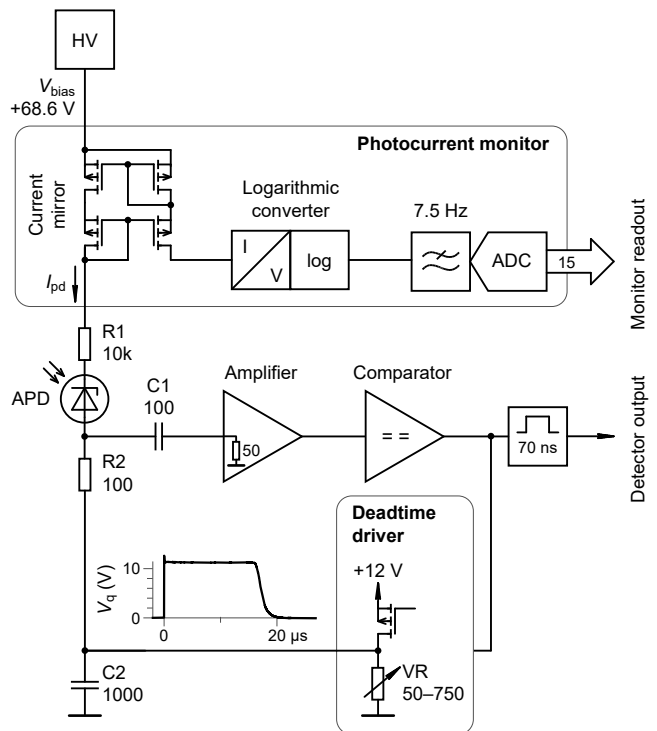 HV
V_bias
+68.6 V
Photocurrent monitor
Current
mirror
Logarithmic
converter
7.5 Hz
I
V
log
ADC
15
Monitor readout
I_pd
R1
10k
APD
C1
100
Amplifier
Comparator
50
= =
70 ns
Detector output
R2
100
Deadtime
driver
+12 V
V_q (V)
10
0
0
20 µs
VR
50–750
C2
1000